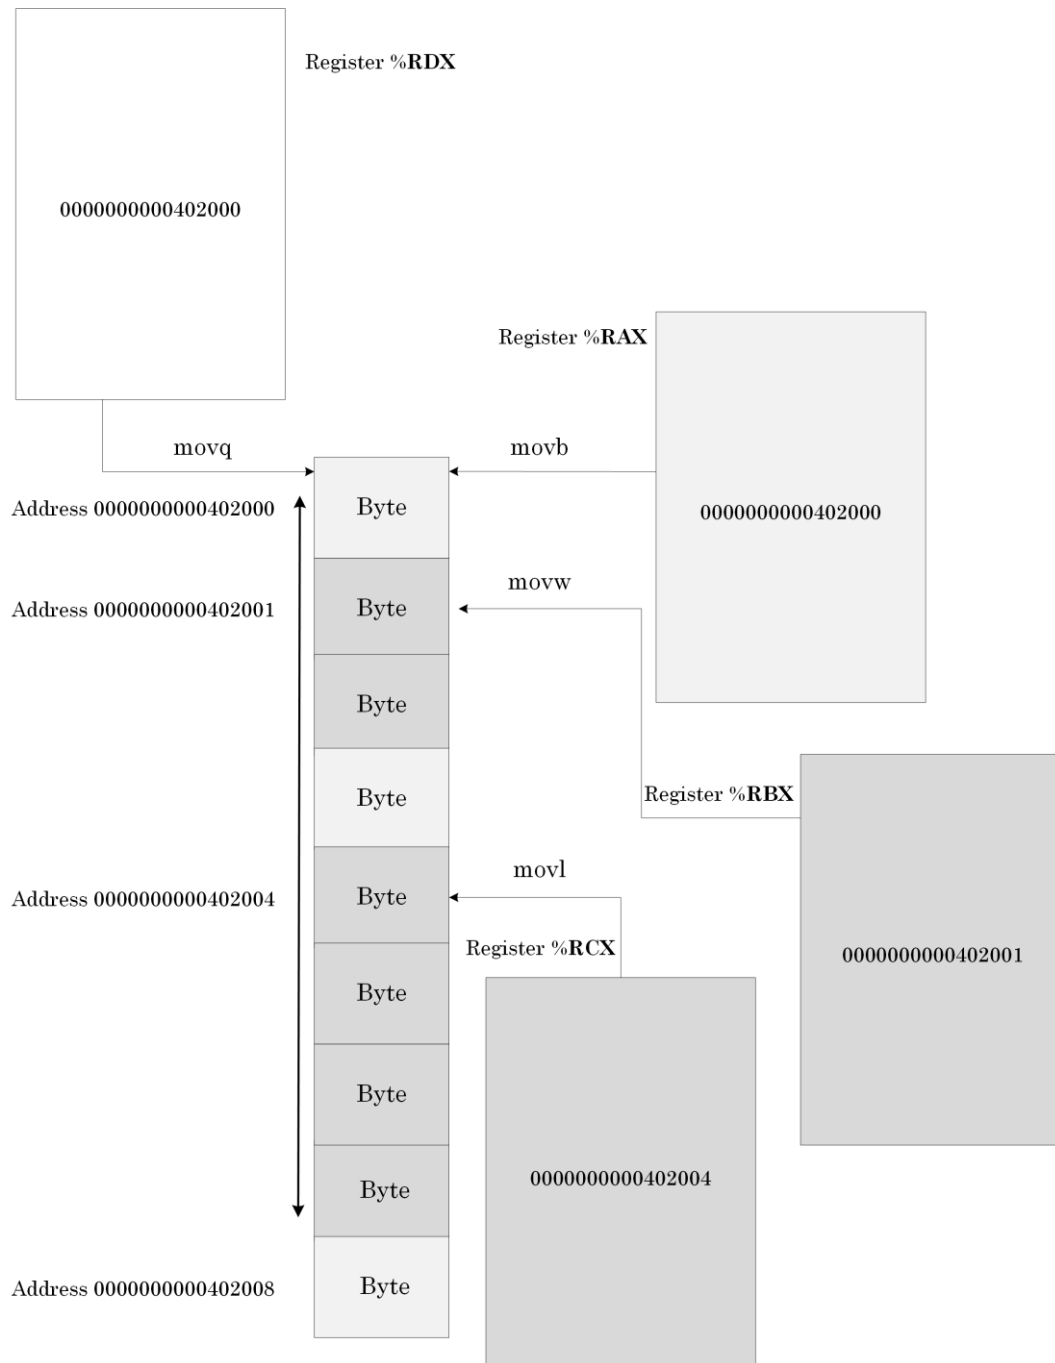 Register %RDX
0000000000402000
Register %RAX
movq
movb
Address 0000000000402000
Byte
0000000000402000
movw
Address 0000000000402001
Byte
Byte
Register %RBX
Byte
movl
Address 0000000000402004
Byte
Register %RCX
0000000000402001
Byte
Byte
0000000000402004
Byte
Address 0000000000402008
Byte